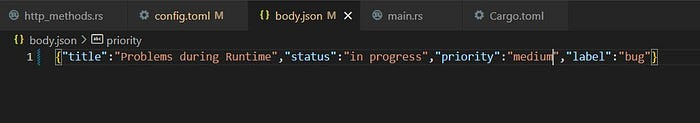 http_methods.rs config.toml M body.json M main.rs Cargo.toml
body.json > priority
1 {"title":"Problems during Runtime","status":"in progress","priority":"medium","label":"bug"}